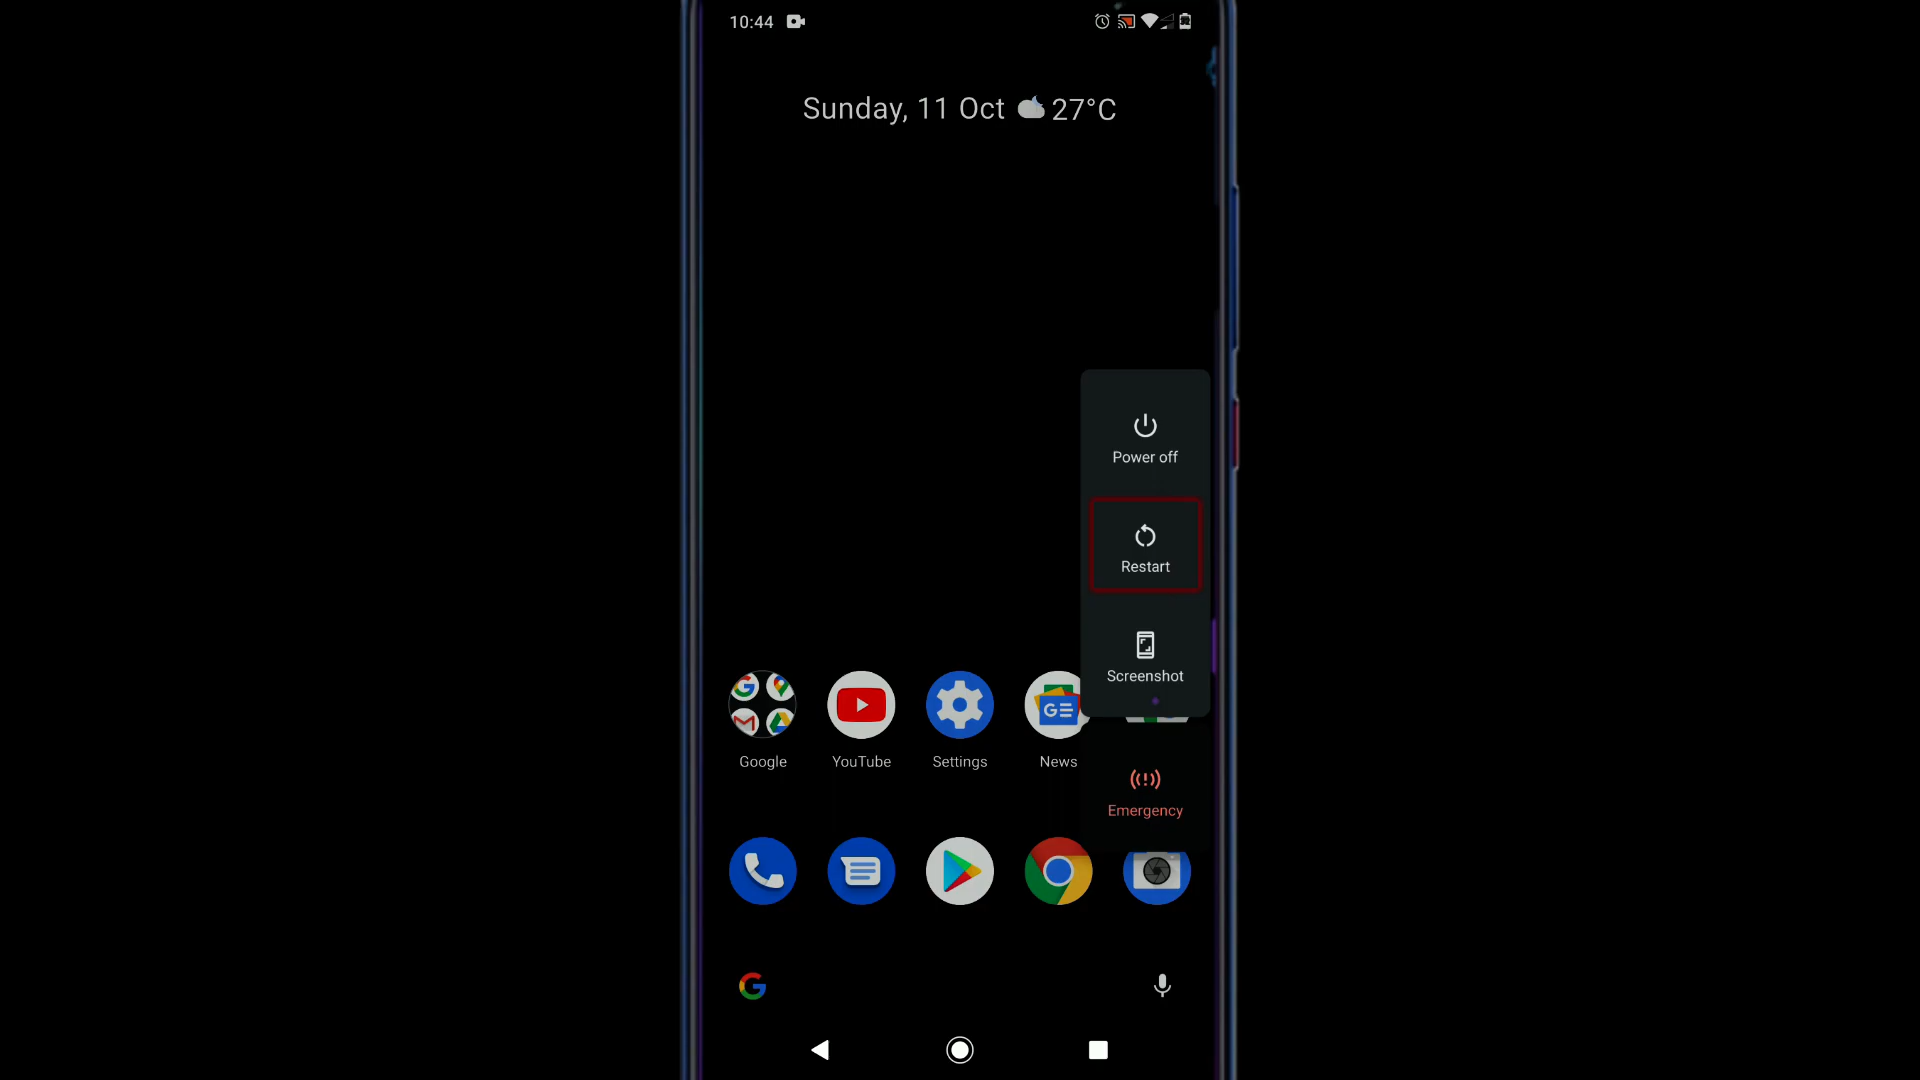 10:44
Sunday, 11 Oct 27°C
Power off
Restart
Screenshot
Google
YouTube
Settings
News
Emergency